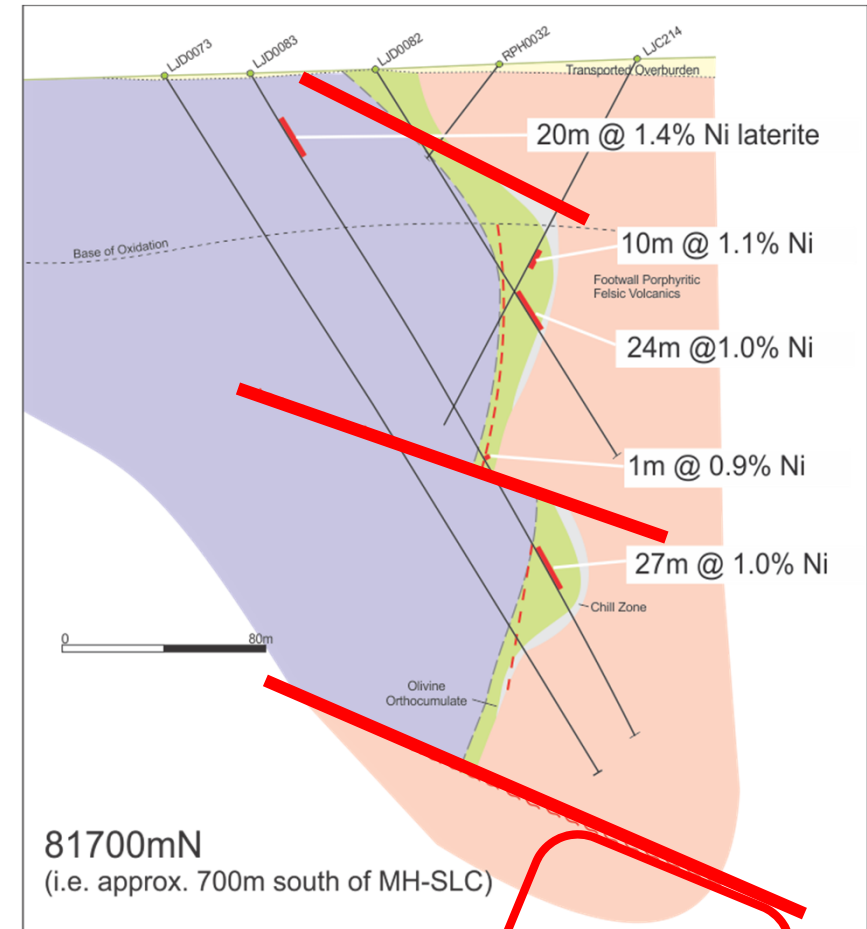 LJD0073
LJD0083
LJD0082
RPH0032
LJC214
Transported Overburden
20m @ 1.4% Ni laterite
Base of Oxidation
10m @ 1.1% Ni
Footwall Porphyritic
Felsic Volcanics
24m @1.0% Ni
1m @ 0.9% Ni
27m @ 1.0% Ni
Chill Zone
0
80m
Olivine
Orthocumulate
81700mN
(i.e. approx. 700m south of MH-SLC)